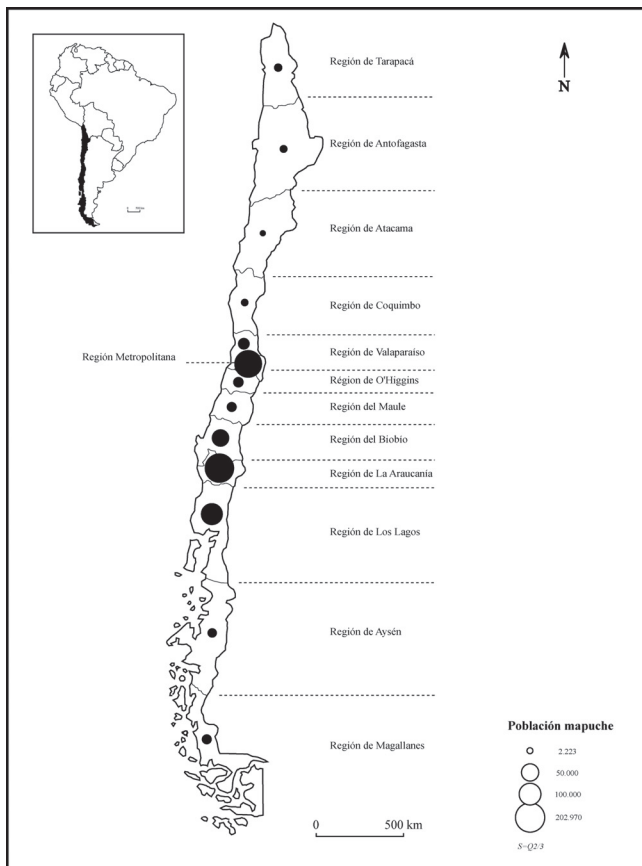 N
Región de Tarapacá
Región de Antofagasta
Región de Atacama
Región de Coquimbo
Región de Valparaíso
Región Metropolitana
Région de O'Higgins
Región del Maule
Región del Biobío
Región de La Araucanía
Región de Los Lagos
Región de Aysén
Región de Magallanes
Población mapuche
2.223
50.000
100.000
202.970
S=Q2/3
0 500 km